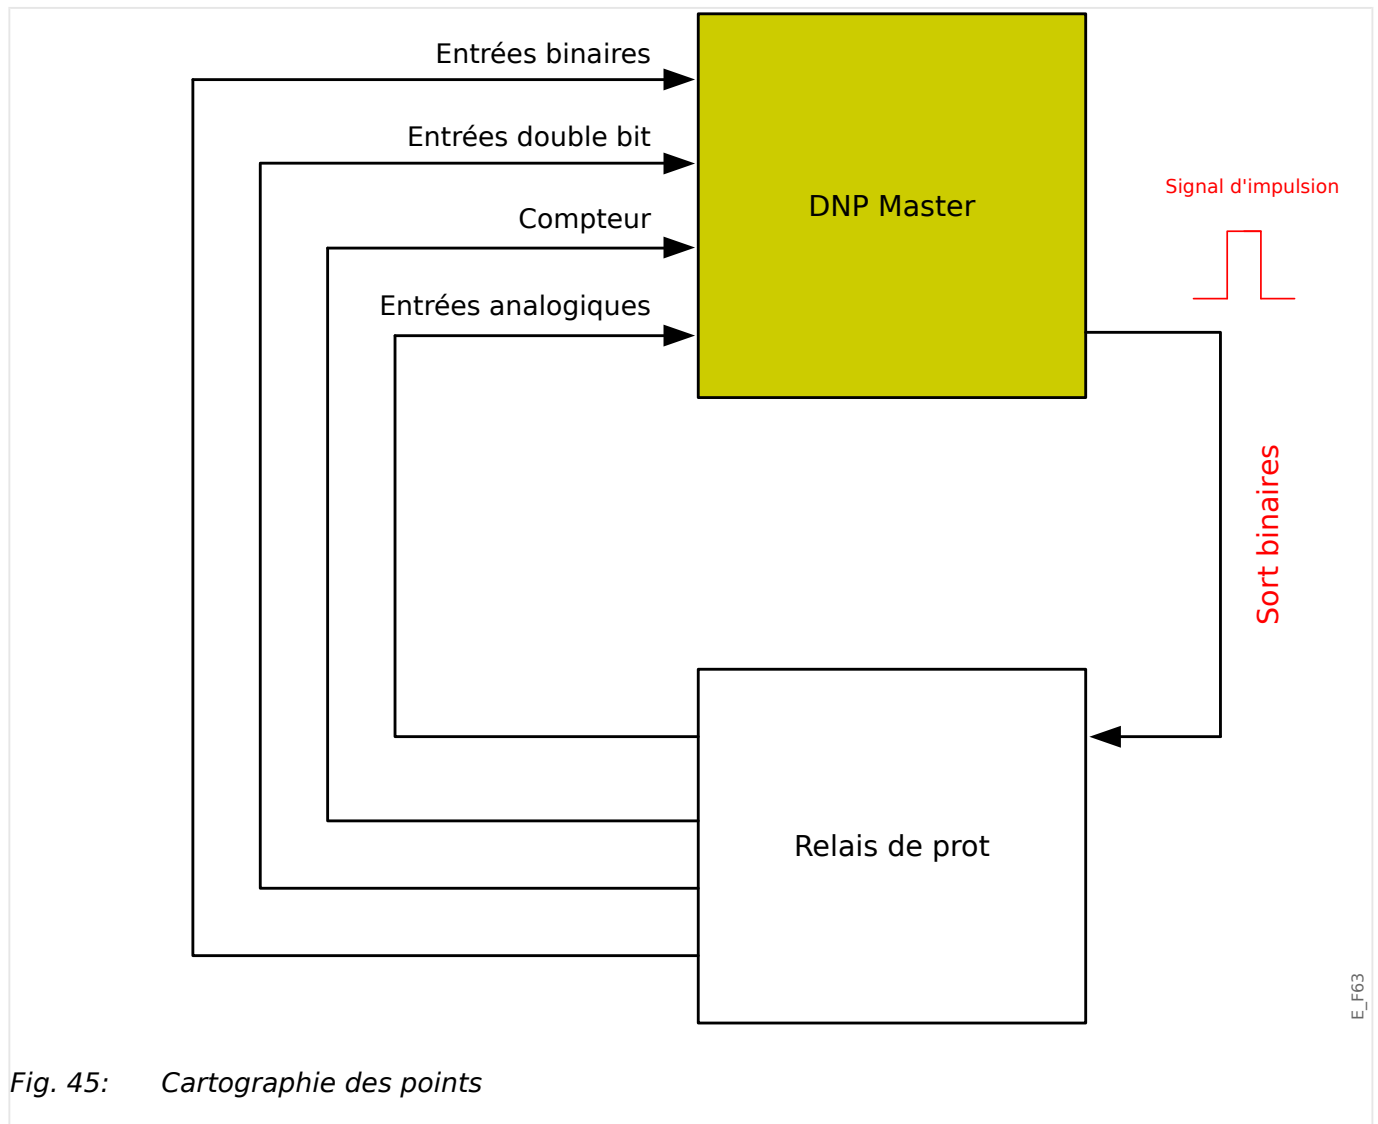 Entrées binaires
Entrées double bit
Compteur
Entrées analogiques
DNP Master
Signal d'impulsion
Sort binaires
Relais de prot
E_F63
Fig. 45: Cartographie des points